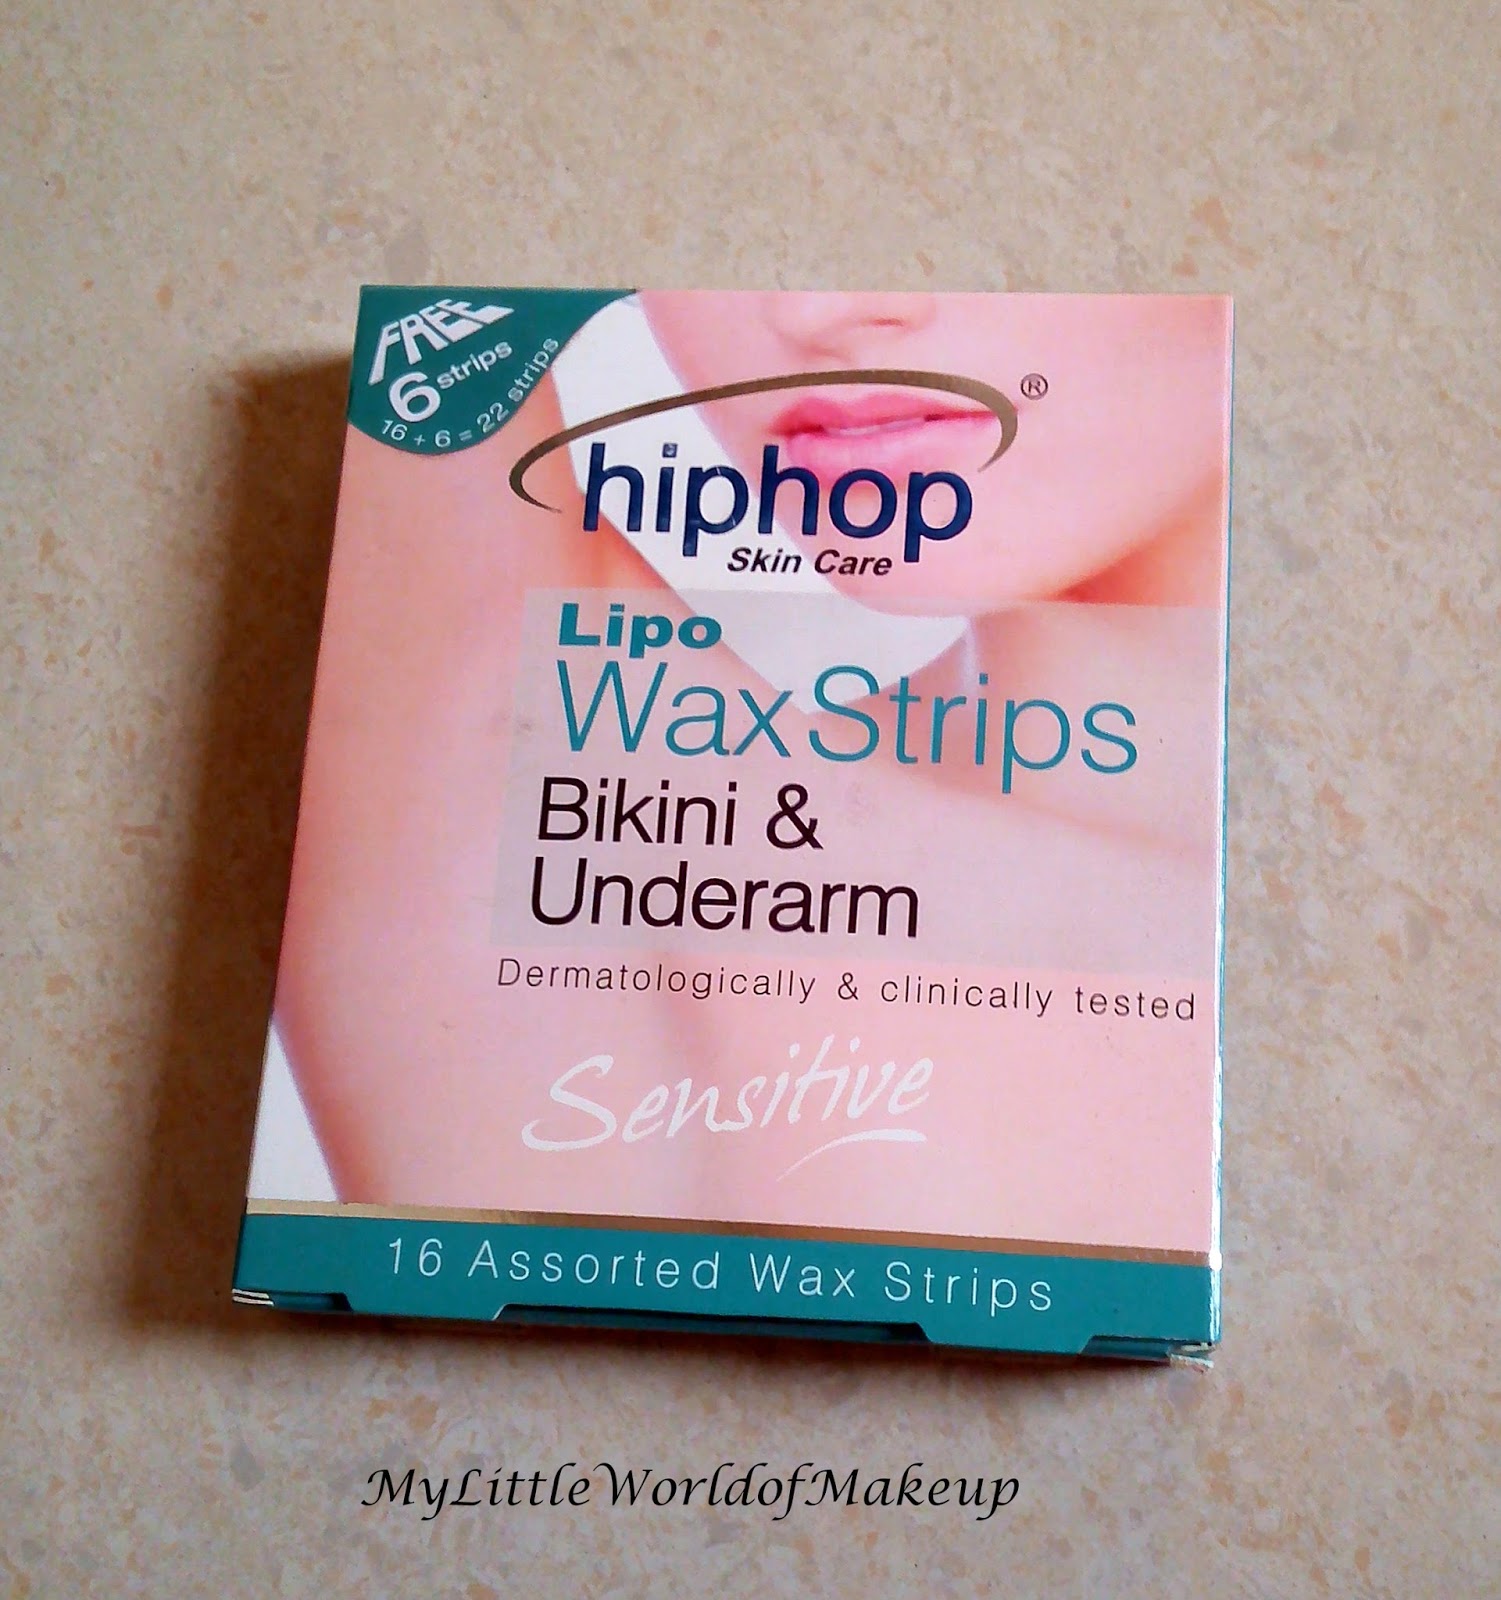 FREE
6 strips
16 + 6 = 22 strips
hiphop ®
Skin Care
Lipo
Wax Strips
Bikini &
Underarm
Dermatologically & clinically tested
Sensitive
16 Assorted Wax Strips
MyLittleWorldofMakeup